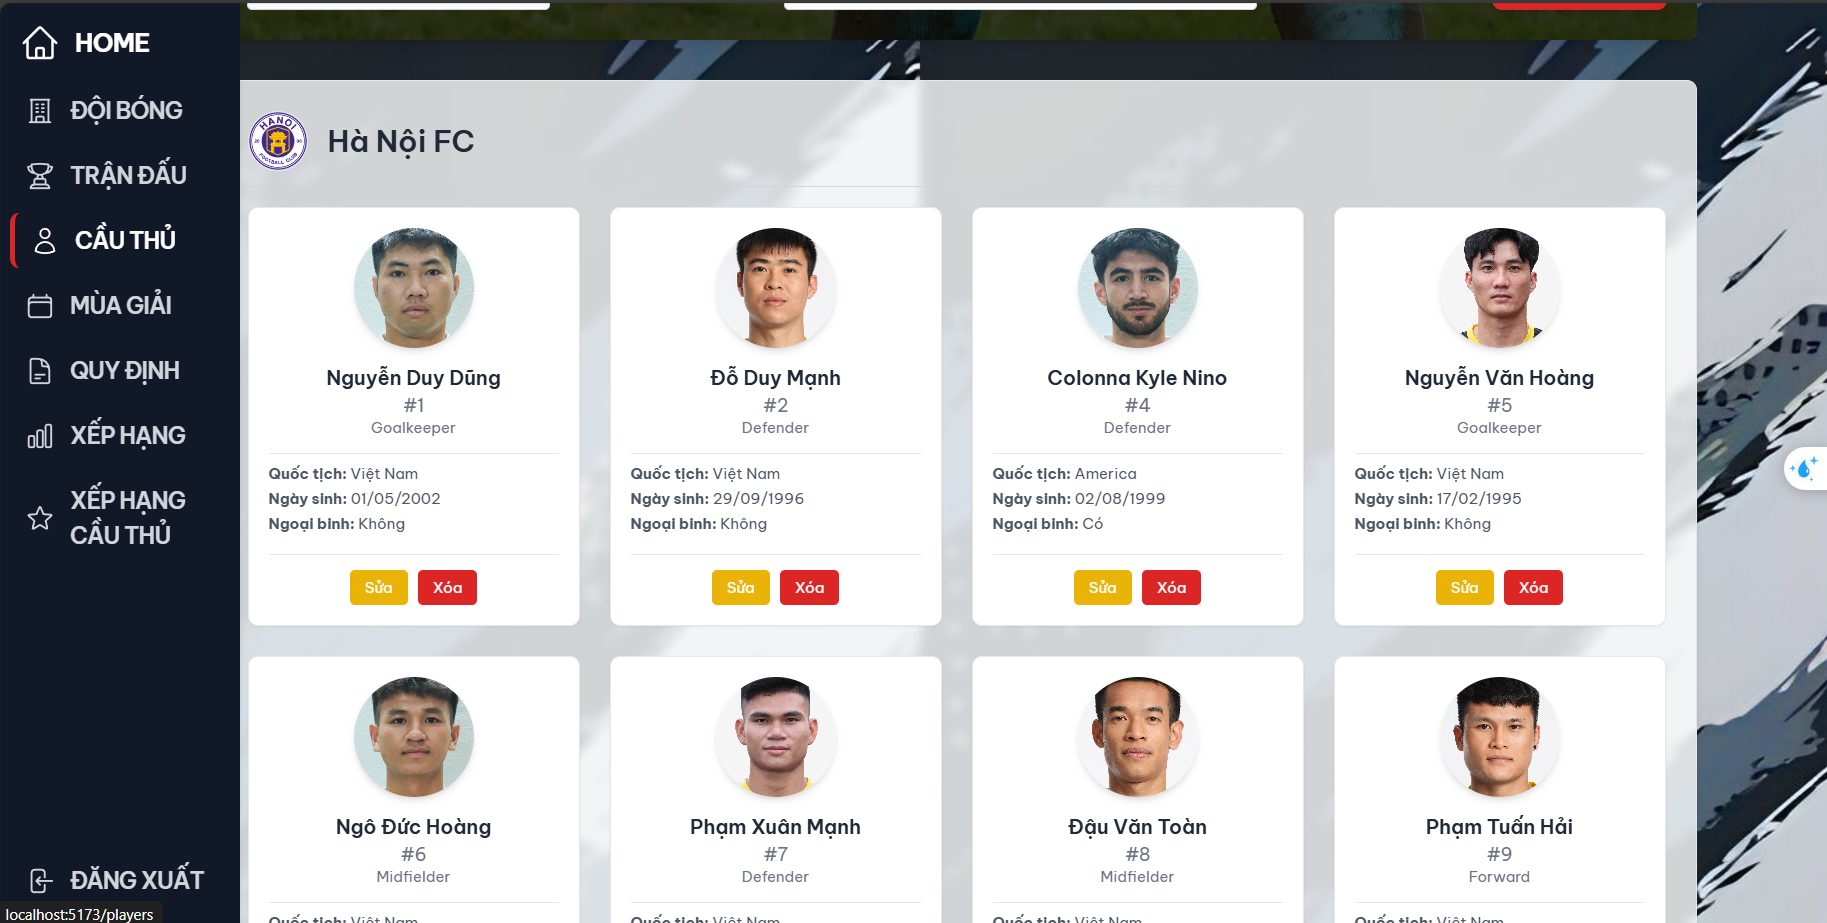 HOME
ĐỘI BÓNG
TRẬN ĐẤU
CẦU THỦ
MÙA GIẢI
QUY ĐỊNH
XẾP HẠNG
XẾP HẠNG
CẦU THỦ
ĐĂNG XUẤT
localhost:5173/players
HANOI
FOOTBALL CLUB
Hà Nội FC
Nguyễn Duy Dũng
#1
Goalkeeper
Quốc tịch: Việt Nam
Ngày sinh: 01/05/2002
Ngoại binh: Không
Sửa Xóa
Đỗ Duy Mạnh
#2
Defender
Quốc tịch: Việt Nam
Ngày sinh: 29/09/1996
Ngoại binh: Không
Sửa Xóa
Colonna Kyle Nino
#4
Defender
Quốc tịch: America
Ngày sinh: 02/08/1999
Ngoại binh: Có
Sửa Xóa
Nguyễn Văn Hoàng
#5
Goalkeeper
Quốc tịch: Việt Nam
Ngày sinh: 17/02/1995
Ngoại binh: Không
Sửa Xóa
Ngô Đức Hoàng
#6
Midfielder
Quốc tịch: Việt Nam
Phạm Xuân Mạnh
#7
Defender
Quốc tịch: Việt Nam
Đậu Văn Toàn
#8
Midfielder
Quốc tịch: Việt Nam
Phạm Tuấn Hải
#9
Forward
Quốc tịch: Việt Nam